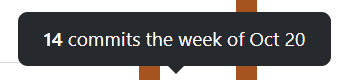 14 commits the week of Oct 20